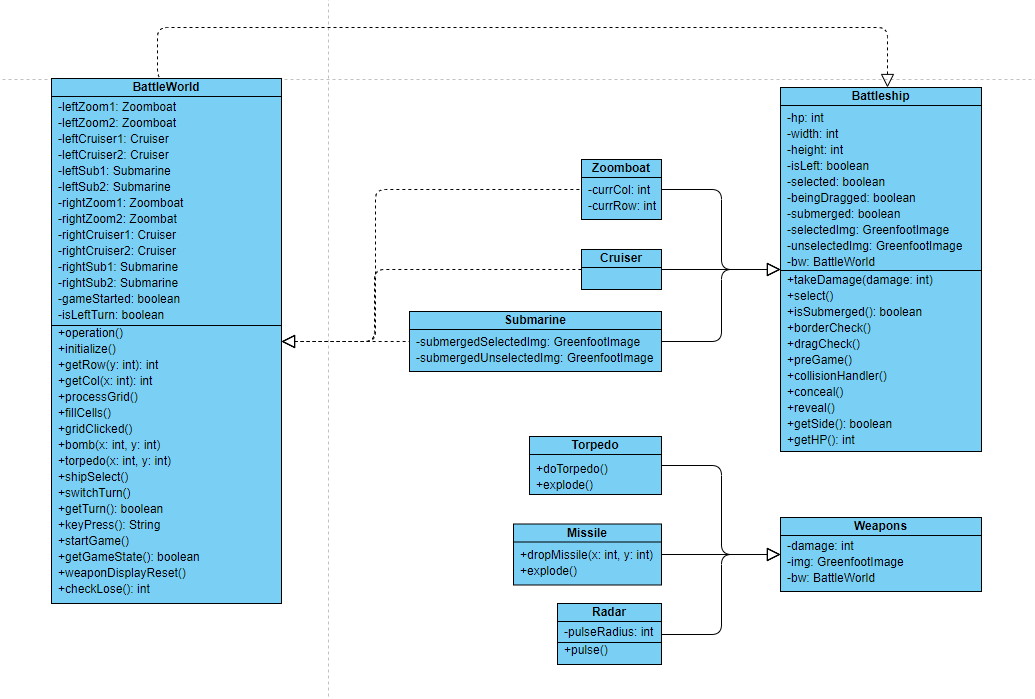 BattleWorld
-leftZoom1: Zoomboat
-leftZoom2: Zoomboat
-leftCruiser1: Cruiser
-leftCruiser2: Cruiser
-leftSub1: Submarine
-leftSub2: Submarine
-rightZoom1: Zoomboat
-rightZoom2: Zoombat
-rightCruiser1: Cruiser
-rightCruiser2: Cruiser
-rightSub1: Submarine
-rightSub2: Submarine
-gameStarted: boolean
-isLeftTurn: boolean
+operation()
+initialize()
+getRow(y: int): int
+getCol(x: int): int
+processGrid()
+fillCells()
+gridClicked()
+bomb(x: int, y: int)
+torpedo(x: int, y: int)
+shipSelect()
+switchTurn()
+getTurn(): boolean
+keyPress(): String
+startGame()
+getGameState(): boolean
+weaponDisplayReset()
+checkLose(): int
Zoomboat
-currCol: int
-currRow: int
Cruiser
Submarine
-submergedSelectedImg: GreenfootImage
-submergedUnselectedImg: GreenfootImage
Torpedo
+doTorpedo()
+explode()
Missile
+dropMissile(x: int, y: int)
+explode()
Radar
-pulseRadius: int
+pulse()
Battleship
-hp: int
-width: int
-height: int
-isLeft: boolean
-selected: boolean
-beingDragged: boolean
-submerged: boolean
-selectedImg: GreenfootImage
-unselectedImg: GreenfootImage
-bw: BattleWorld
+takeDamage(damage: int)
+select()
+isSubmerged(): boolean
+borderCheck()
+dragCheck()
+preGame()
+collisionHandler()
+conceal()
+reveal()
+getSide(): boolean
+getHP(): int
Weapons
-damage: int
-img: GreenfootImage
-bw: BattleWorld